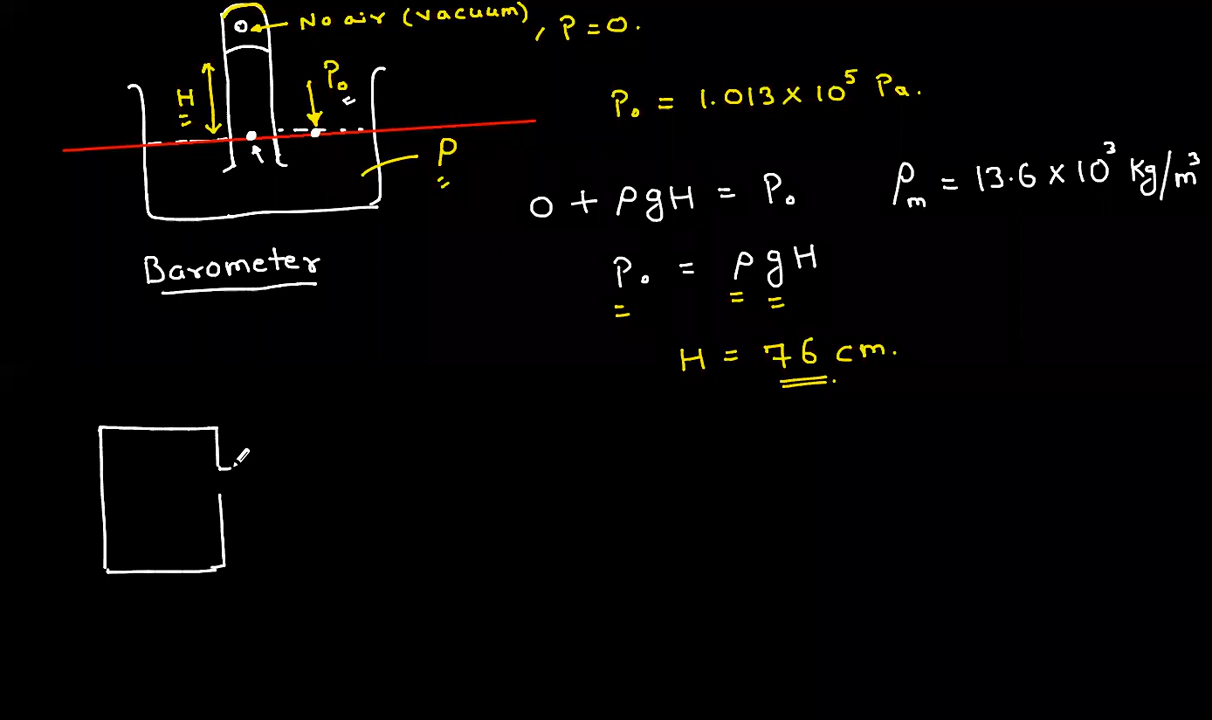 No air (vacuum), P = 0.
H
P₀
ρ
Barometer
P₀ = 1.013 × 10⁵ Pa.
0 + ρgH = P₀
ρₘ = 13.6 × 10³ Kg/m³
P₀ = ρgH
H = 76 cm.